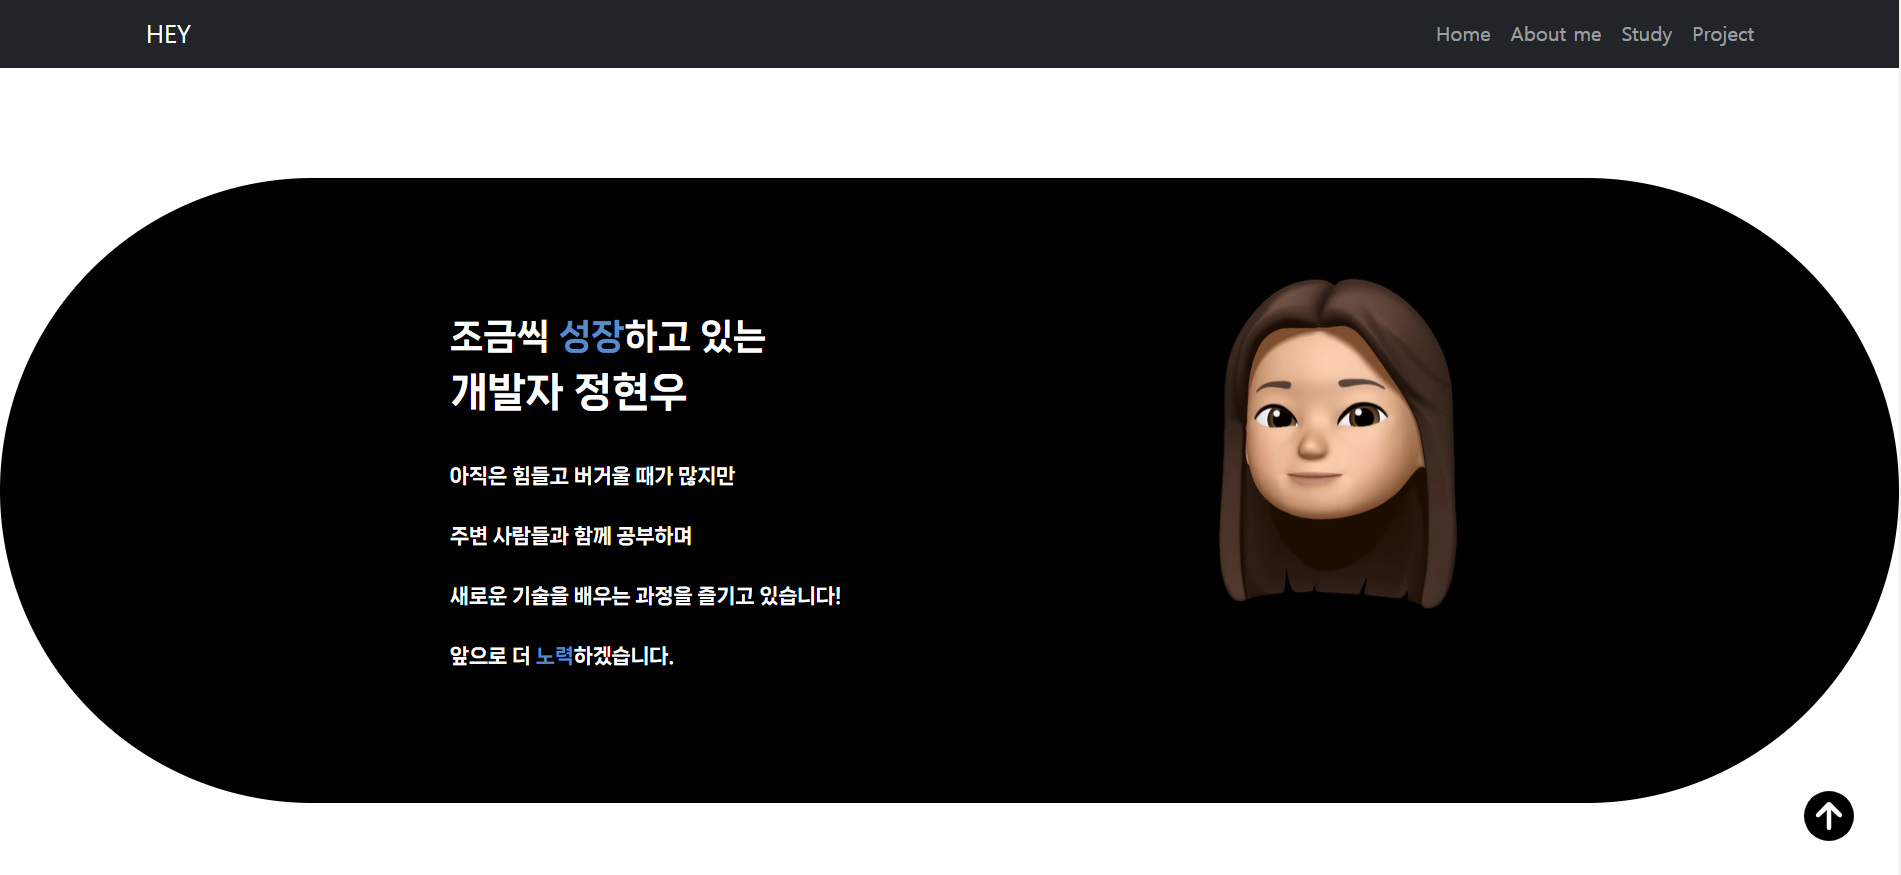 HEY
Home About me Study Project
조금씩 성장하고 있는
개발자 정현우
아직은 힘들고 버거울 때가 많지만
주변 사람들과 함께 공부하며
새로운 기술을 배우는 과정을 즐기고 있습니다!
앞으로 더 노력하겠습니다.